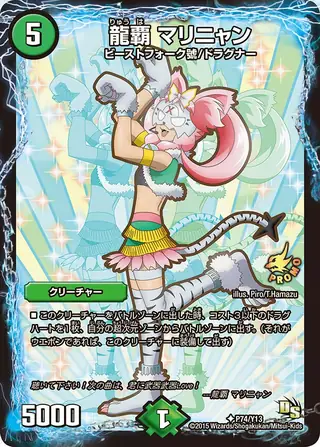 5
りゅう は
龍覇 マリニャン
ビーストフォーク號/ドラグナー
PROMO
illus. Piro/T.Hamazu
クリーチャー
■ このクリーチャーをバトルゾーンに出した時、コスト3以下のドラグ
ハートを1枚、自分の超次元ゾーンからバトルゾーンに出す。(それが
ウエポンであれば、このクリーチャーに装備して出す)
聴いて下さい!次の曲は、君に武器武器Love!
...龍覇 マリニャン
5000
1
P74/Y13
DS
©2015 Wizards/Shogakukan/Mitsui-Kids